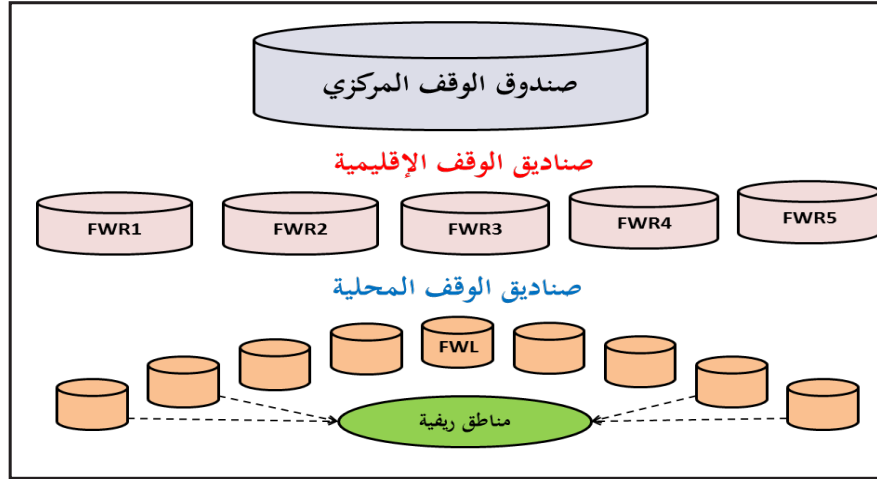 صندوق الوقف المركزي
صناديق الوقف الإقليمية
FWR1 FWR2 FWR3 FWR4 FWR5
صناديق الوقف المحلية
FWL
مناطق ريفية